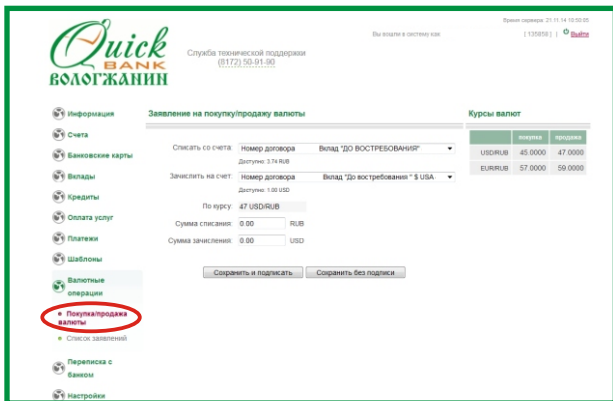 Время сервера: 21.11.14 10:50:05
Вы вошли в систему как:
[ 135858 ] | Выйти
Quick
BANK
ВОЛОГЖАНИН
Служба технической поддержки
(8172) 50-91-90
Информация
Счета
Банковские карты
Вклады
Кредиты
Оплата услуг
Платежи
Шаблоны
Валютные
операции
Покупка/продажа
валюты
Список заявлений
Переписка с
банком
Настройки
Заявление на покупку/продажу валюты
Списать со счета: Номер договора Вклад "ДО ВОСТРЕБОВАНИЯ"
Доступно: 3.74 RUB
Зачислить на счет: Номер договора Вклад "До востребования " $ USA
Доступно: 1.00 USD
По курсу: 47 USD/RUB
Сумма списания: 0.00 RUB
Сумма зачисления: 0.00 USD
Сохранить и подписать Сохранить без подписи
Курсы валют
покупка продажа
USD/RUB 45.0000 47.0000
EUR/RUB 57.0000 59.0000